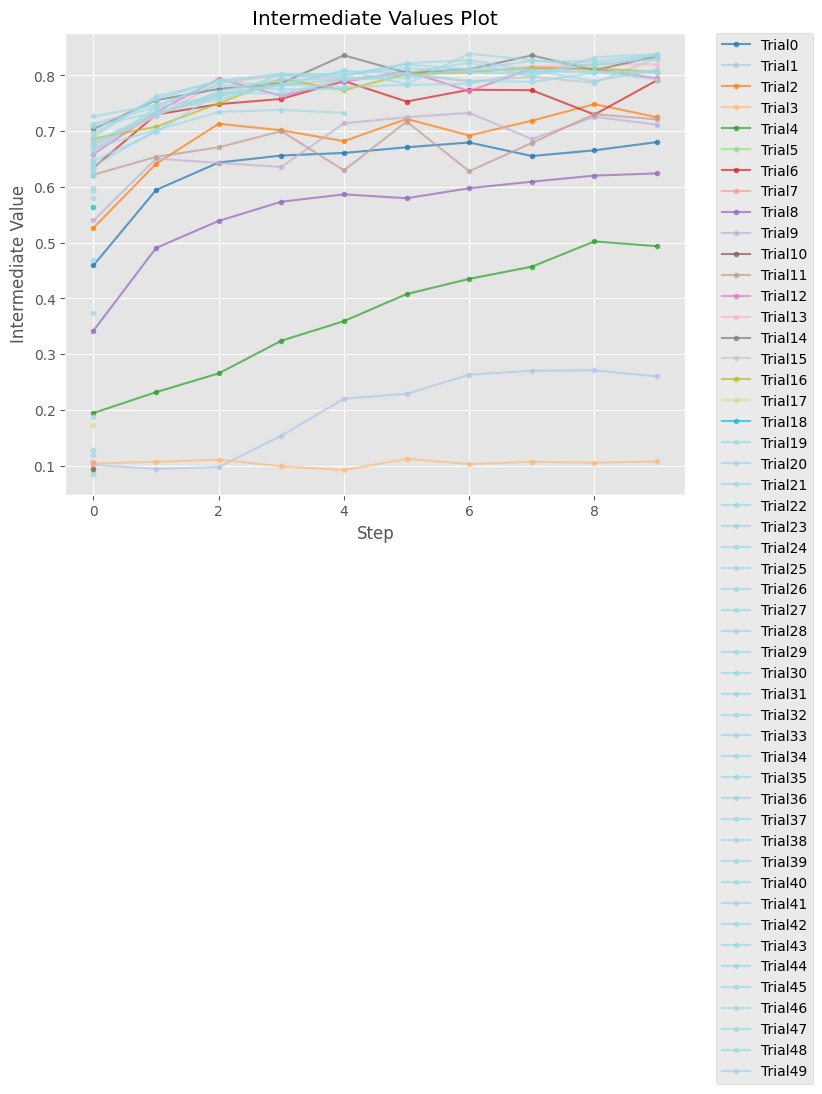 Intermediate Values Plot
Intermediate Value
0.8
0.7
0.6
0.5
0.4
0.3
0.2
0.1
0
2
4
6
8
Step
Trial0
Trial1
Trial2
Trial3
Trial4
Trial5
Trial6
Trial7
Trial8
Trial9
Trial10
Trial11
Trial12
Trial13
Trial14
Trial15
Trial16
Trial17
Trial18
Trial19
Trial20
Trial21
Trial22
Trial23
Trial24
Trial25
Trial26
Trial27
Trial28
Trial29
Trial30
Trial31
Trial32
Trial33
Trial34
Trial35
Trial36
Trial37
Trial38
Trial39
Trial40
Trial41
Trial42
Trial43
Trial44
Trial45
Trial46
Trial47
Trial48
Trial49